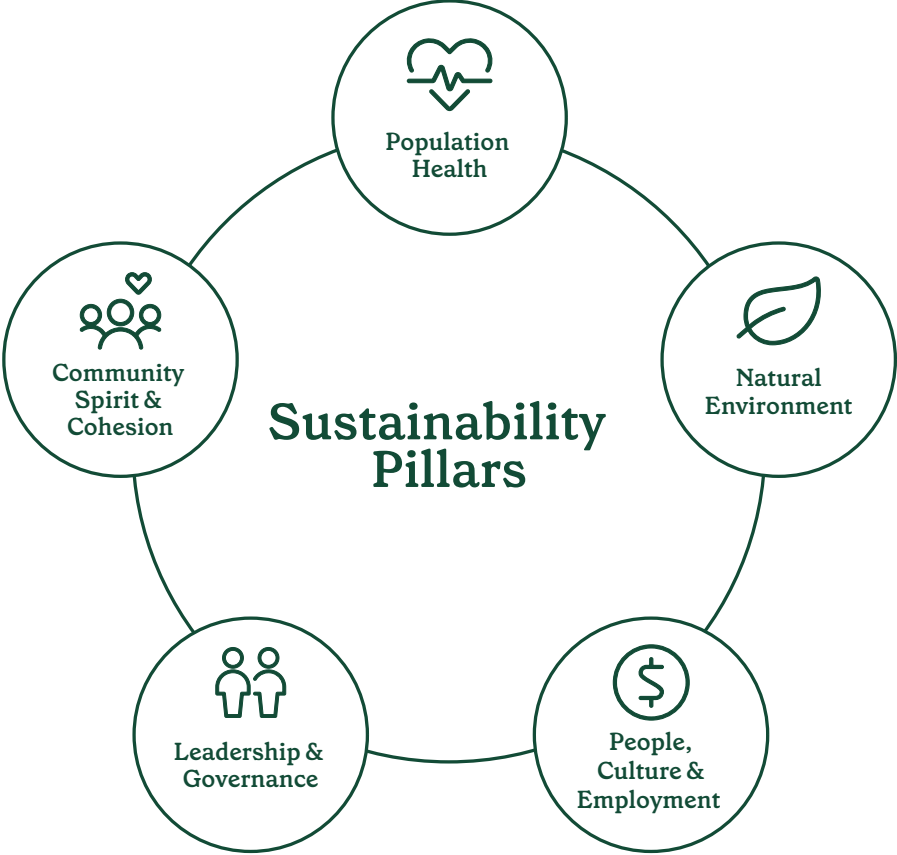 Population
Health
Community
Spirit &
Cohesion
Natural
Environment
Sustainability
Pillars
Leadership &
Governance
People,
Culture &
Employment